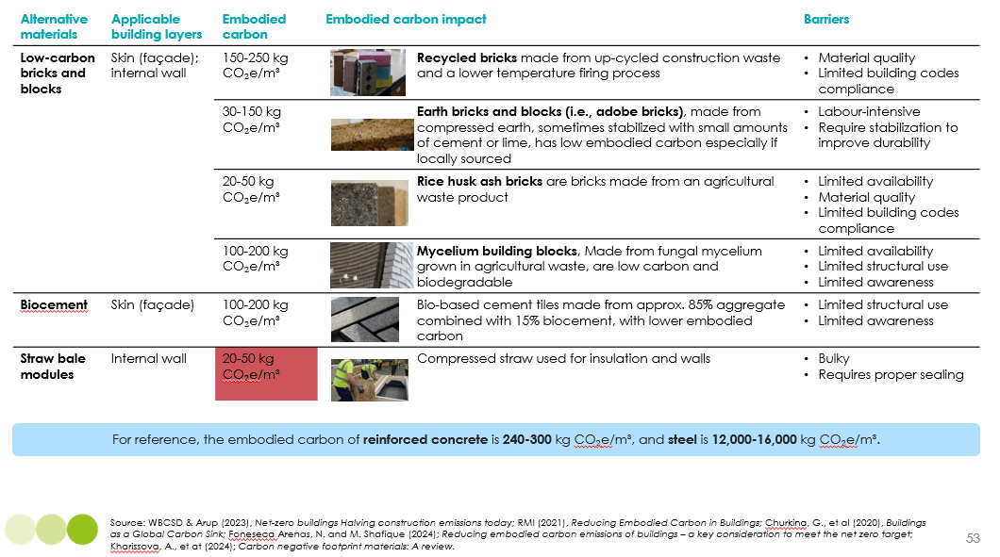 Alternative materials
Applicable building layers
Embodied carbon
Embodied carbon impact
Barriers
Low-carbon bricks and blocks
Skin (façade); internal wall
150-250 kg CO₂e/m³
Recycled bricks made from up-cycled construction waste
and a lower temperature firing process
• Material quality
• Limited building codes
compliance
30-150 kg CO₂e/m³
Earth bricks and blocks (i.e., adobe bricks), made from
compressed earth, sometimes stabilized with small amounts
of cement or lime, has low embodied carbon especially if
locally sourced
• Labour-intensive
• Require stabilization to
improve durability
20-50 kg CO₂e/m³
Rice husk ash bricks are bricks made from an agricultural
waste product
• Limited availability
• Material quality
• Limited building codes
compliance
100-200 kg CO₂e/m³
Mycelium building blocks, Made from fungal mycelium
grown in agricultural waste, are low carbon and
biodegradable
• Limited availability
• Limited structural use
• Limited awareness
Biocement
Skin (façade)
100-200 kg CO₂e/m³
Bio-based cement tiles made from approx. 85% aggregate
combined with 15% biocement, with lower embodied
carbon
• Limited structural use
• Limited awareness
Straw bale modules
Internal wall
20-50 kg CO₂e/m³
Compressed straw used for insulation and walls
• Bulky
• Requires proper sealing
For reference, the embodied carbon of reinforced concrete is 240-300 kg CO₂e/m³, and steel is 12,000-16,000 kg CO₂e/m³.
Source: WBCSD & Arup (2023), Net-zero buildings Halving construction emissions today; RMI (2021), Reducing Embodied Carbon in Buildings; Churkina, G., et al (2020), Buildings
as a Global Carbon Sink; Foneseca Arenas, N. and M. Shafique (2024); Reducing embodied carbon emissions of buildings – a key consideration to meet the net zero target;
Kharissova, A., et at (2024); Carbon negative footprint materials: A review.
53